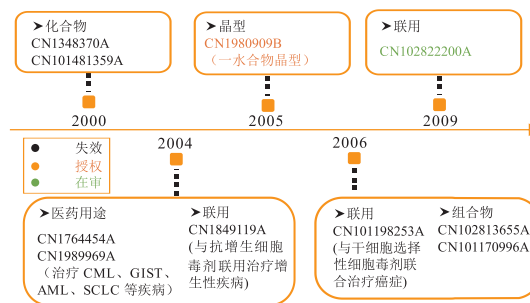 ➤化合物
CN1348370A
CN101481359A
➤晶型
CN1980909B
（一水合物晶型）
➤联用
CN102822200A
2000
2005
2009
2004
2006
失效
授权
在审
➤医药用途
CN1764454A
CN1989969A
（治疗 CML、GIST、
AML、SCLC 等疾病）
➤联用
CN1849119A
(与抗增生细胞
毒剂联用治疗增
生性疾病)
➤联用
CN101198253A
(与干细胞选择
性细胞毒剂联
合治疗癌症)
➤组合物
CN102813655A
CN101170996A